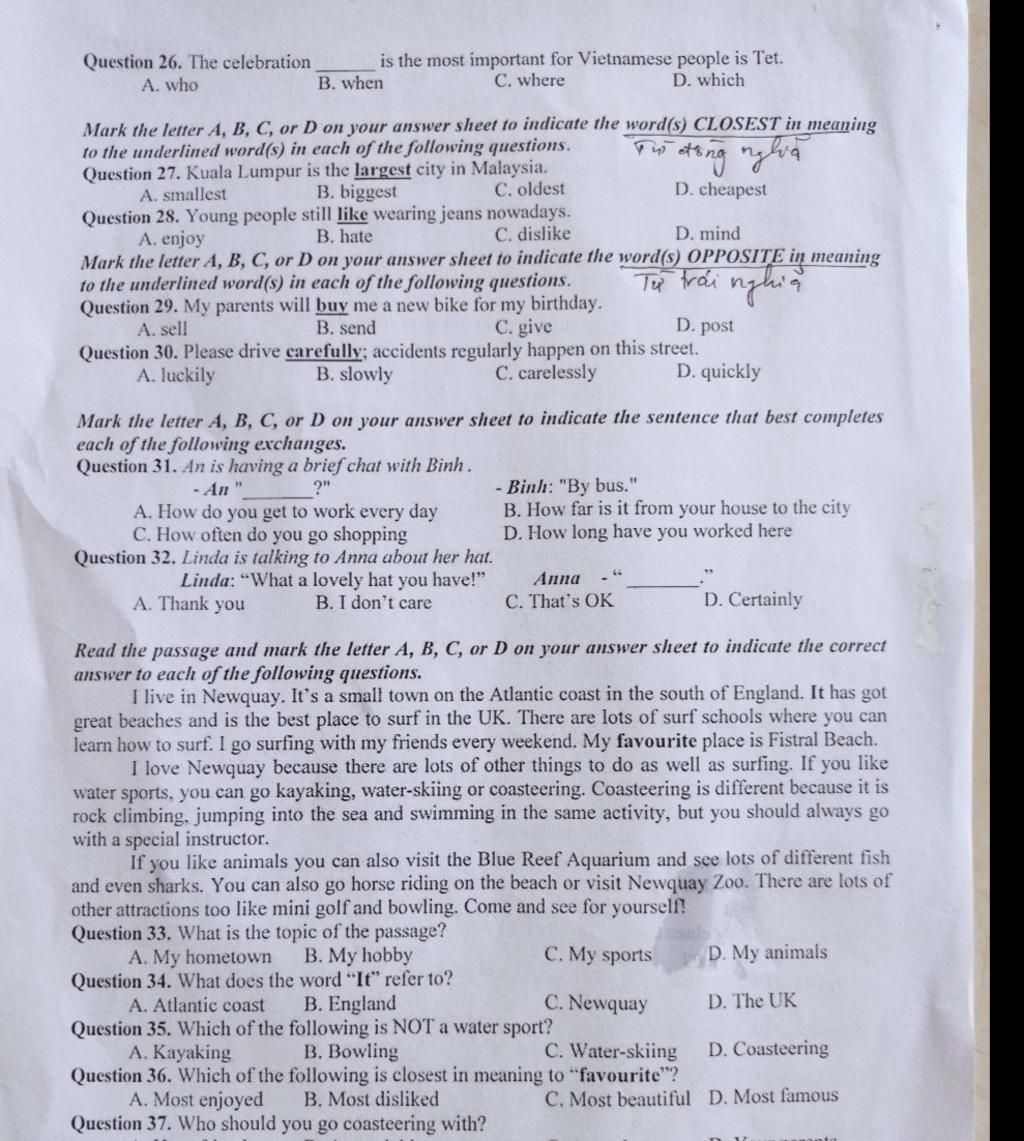 Question 26. The celebration ______ is the most important for Vietnamese people is Tet.
A. who B. when C. where D. which
Mark the letter A, B, C, or D on your answer sheet to indicate the word(s) CLOSEST in meaning
to the underlined word(s) in each of the following questions. Từ đồng nghĩa
Question 27. Kuala Lumpur is the largest city in Malaysia.
A. smallest B. biggest C. oldest D. cheapest
Question 28. Young people still like wearing jeans nowadays.
A. enjoy B. hate C. dislike D. mind
Mark the letter A, B, C, or D on your answer sheet to indicate the word(s) OPPOSITE in meaning
to the underlined word(s) in each of the following questions. Từ trái nghĩa
Question 29. My parents will buy me a new bike for my birthday.
A. sell B. send C. give D. post
Question 30. Please drive carefully; accidents regularly happen on this street.
A. luckily B. slowly C. carelessly D. quickly
Mark the letter A, B, C, or D on your answer sheet to indicate the sentence that best completes
each of the following exchanges.
Question 31. An is having a brief chat with Binh .
- An "_______?" - Binh: "By bus."
A. How do you get to work every day B. How far is it from your house to the city
C. How often do you go shopping D. How long have you worked here
Question 32. Linda is talking to Anna about her hat.
Linda: “What a lovely hat you have!” Anna - “ _______.”
A. Thank you B. I don’t care C. That’s OK D. Certainly
Read the passage and mark the letter A, B, C, or D on your answer sheet to indicate the correct
answer to each of the following questions.
I live in Newquay. It’s a small town on the Atlantic coast in the south of England. It has got
great beaches and is the best place to surf in the UK. There are lots of surf schools where you can
learn how to surf. I go surfing with my friends every weekend. My favourite place is Fistral Beach.
I love Newquay because there are lots of other things to do as well as surfing. If you like
water sports, you can go kayaking, water-skiing or coasteering. Coasteering is different because it is
rock climbing, jumping into the sea and swimming in the same activity, but you should always go
with a special instructor.
If you like animals you can also visit the Blue Reef Aquarium and see lots of different fish
and even sharks. You can also go horse riding on the beach or visit Newquay Zoo. There are lots of
other attractions too like mini golf and bowling. Come and see for yourself!
Question 33. What is the topic of the passage?
A. My hometown B. My hobby C. My sports D. My animals
Question 34. What does the word “It” refer to?
A. Atlantic coast B. England C. Newquay D. The UK
Question 35. Which of the following is NOT a water sport?
A. Kayaking B. Bowling C. Water-skiing D. Coasteering
Question 36. Which of the following is closest in meaning to “favourite”?
A. Most enjoyed B. Most disliked C. Most beautiful D. Most famous
Question 37. Who should you go coasteering with?